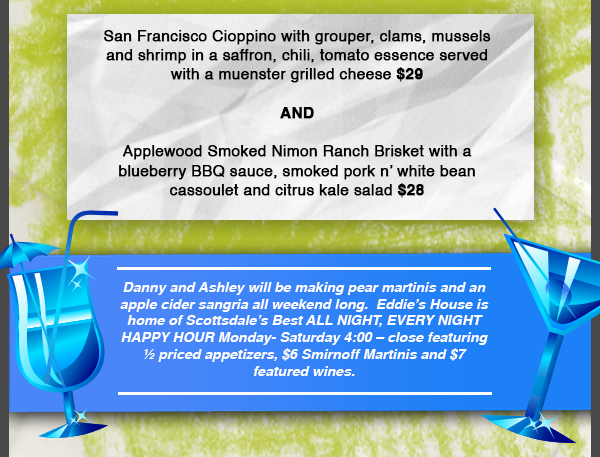 San Francisco Cioppino with grouper, clams, mussels
and shrimp in a saffron, chili, tomato essence served
with a muenster grilled cheese $29
AND
Applewood Smoked Nimon Ranch Brisket with a
blueberry BBQ sauce, smoked pork n’ white bean
cassoulet and citrus kale salad $28
Danny and Ashley will be making pear martinis and an
apple cider sangria all weekend long.  Eddie’s House is
home of Scottsdale’s Best ALL NIGHT, EVERY NIGHT
HAPPY HOUR Monday- Saturday 4:00 – close featuring
½ priced appetizers, $6 Smirnoff Martinis and $7
featured wines.